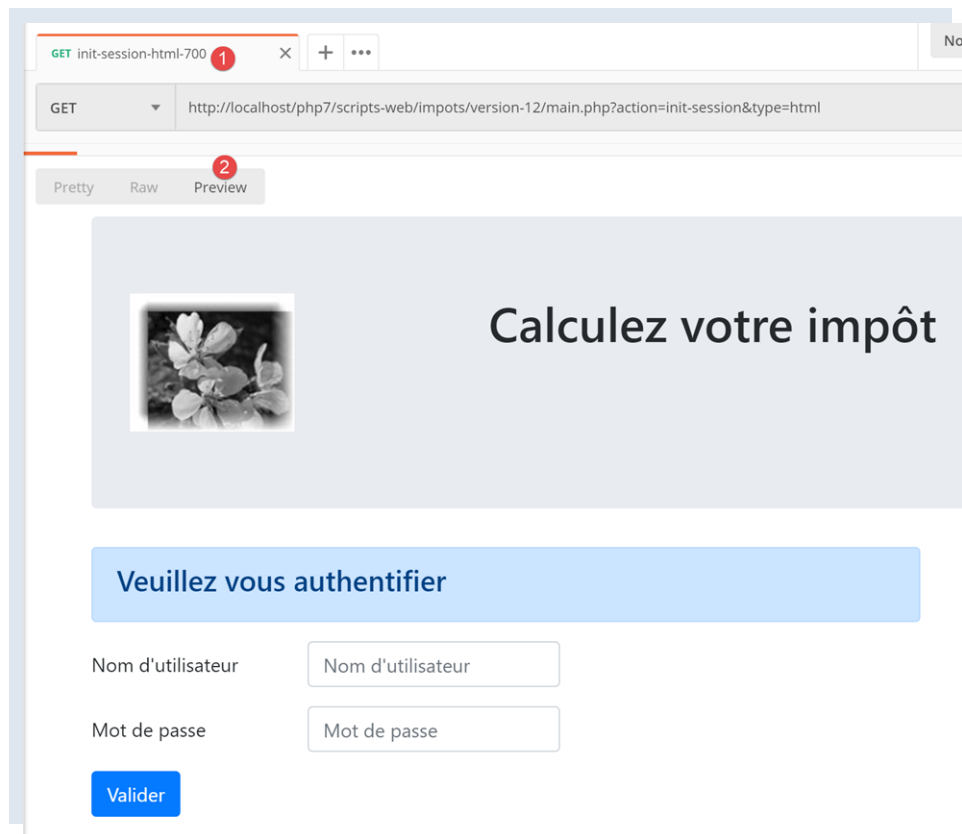 GET init-session-html-700 1
No
GET http://localhost/php7/scripts-web/impots/version-12/main.php?action=init-session&type=html
2
Pretty Raw Preview
Calculez votre impôt
Veuillez vous authentifier
Nom d'utilisateur Nom d'utilisateur
Mot de passe Mot de passe
Valider